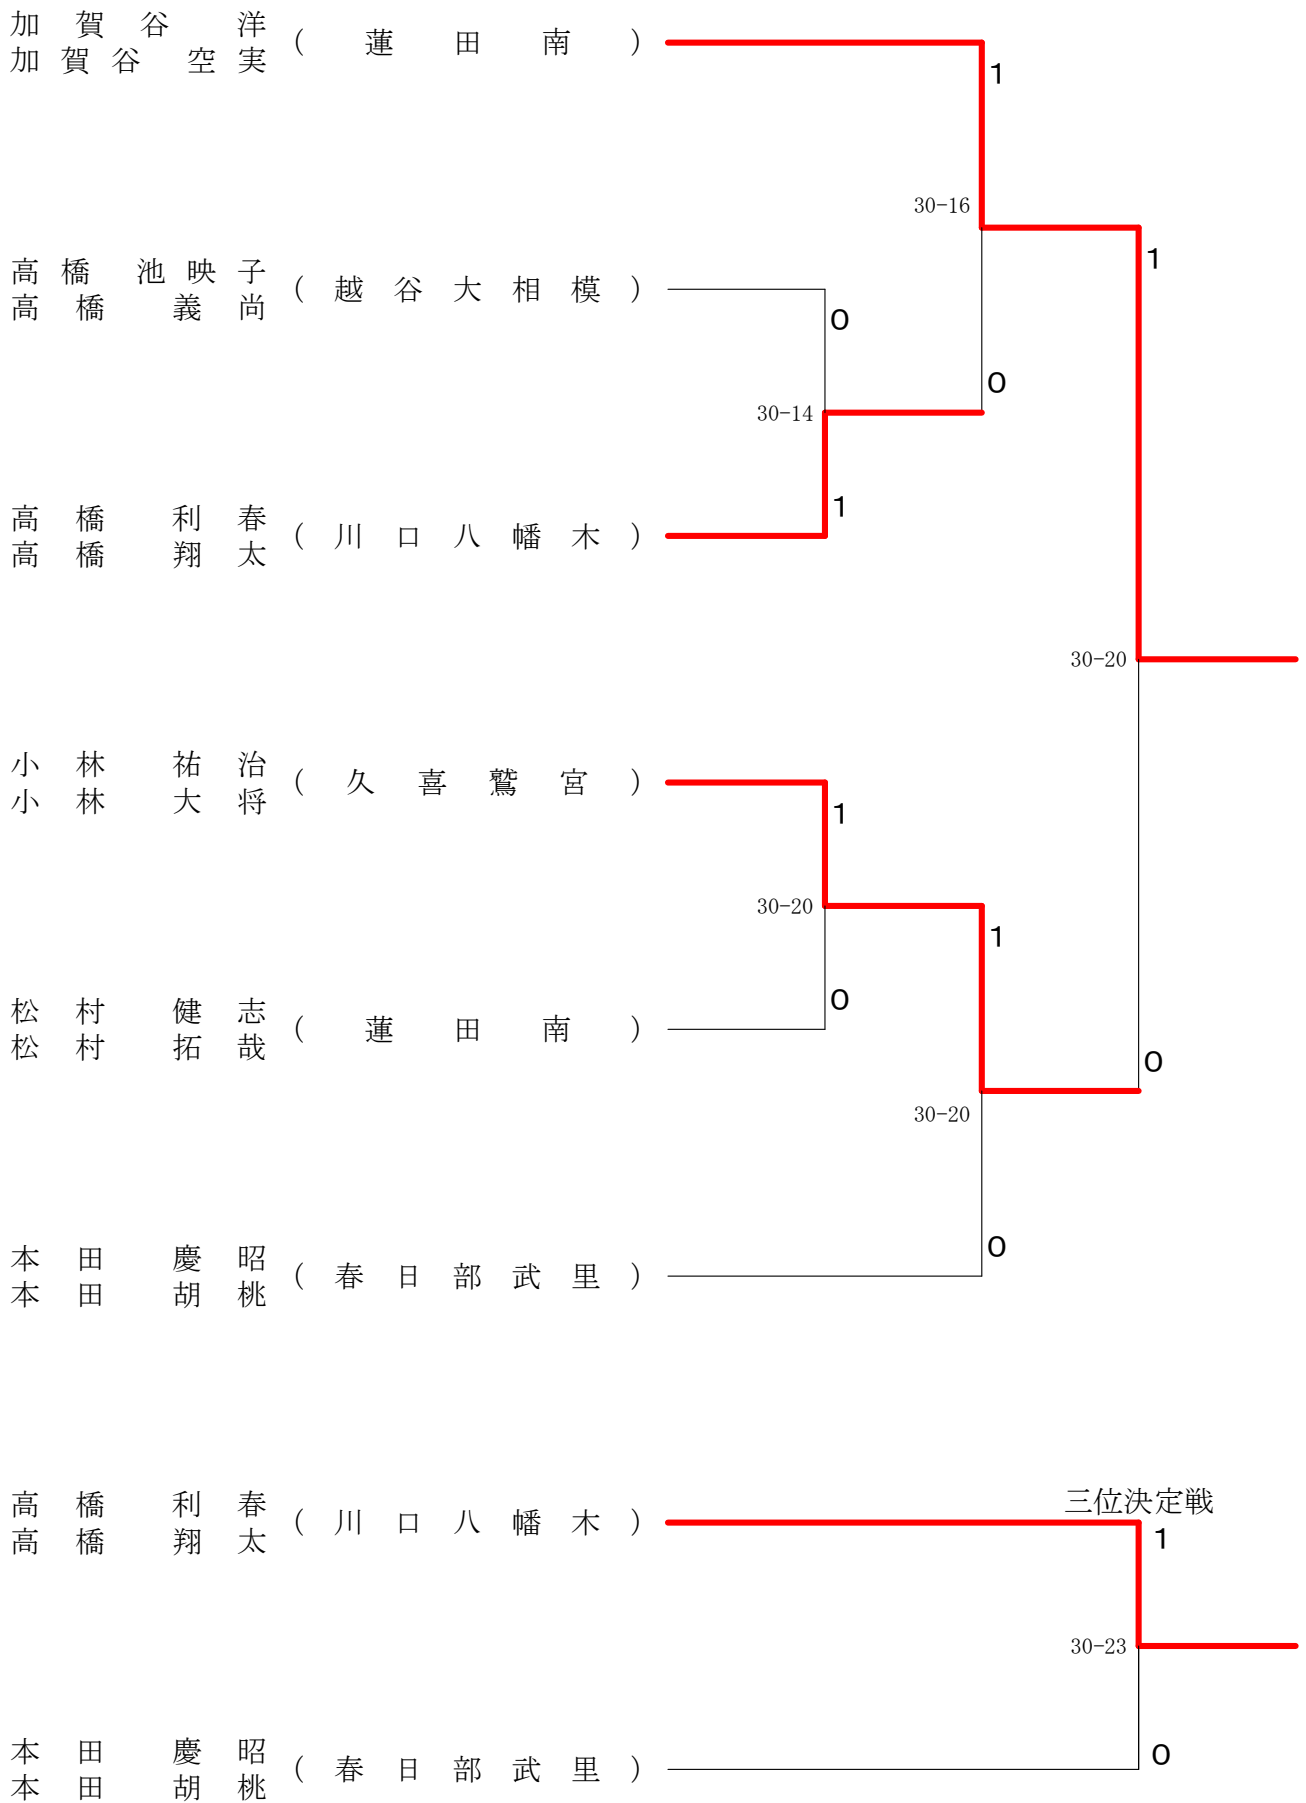 加賀谷 洋
加賀谷 空実
(蓮田南)
1
30-16
1
高橋 池映子
高橋 義尚
(越谷大相模)
0
0
30-14
高橋 利春
高橋 翔太
(川口八幡木)
1
30-20
小林 祐治
小林 大将
(久喜鷲宮)
1
30-20
1
松村 健志
松村 拓哉
(蓮田南)
0
0
30-20
本田 慶昭
本田 胡桃
(春日部武里)
0
三位決定戦
高橋 利春
高橋 翔太
(川口八幡木)
1
30-23
本田 慶昭
本田 胡桃
(春日部武里)
0